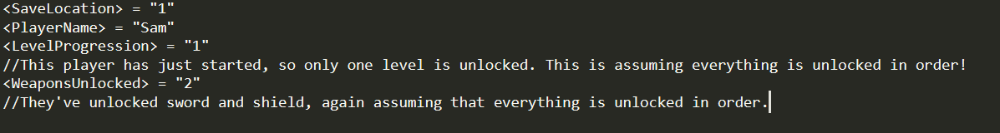 <SaveLocation> = "1"
<PlayerName> = "Sam"
<LevelProgression> = "1"
//This player has just started, so only one level is unlocked. This is assuming everything is unlocked in order!
<WeaponsUnlocked> = "2"
//They've unlocked sword and shield, again assuming that everything is unlocked in order.